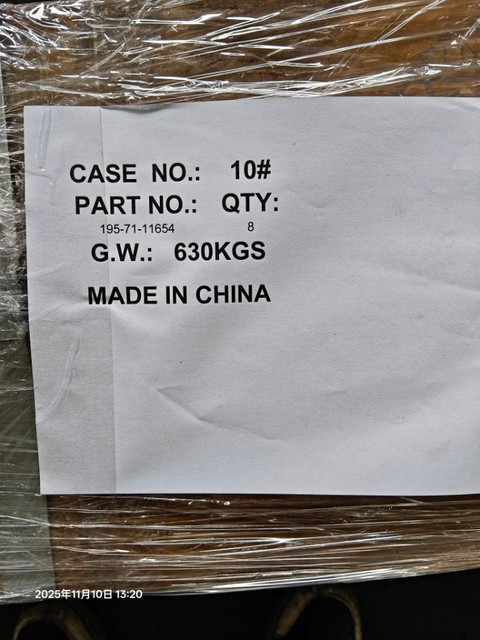 CASE NO.: 10#
PART NO.: QTY:
195-71-11654 8
G.W.: 630KGS
MADE IN CHINA
2025年11月10日 13:20